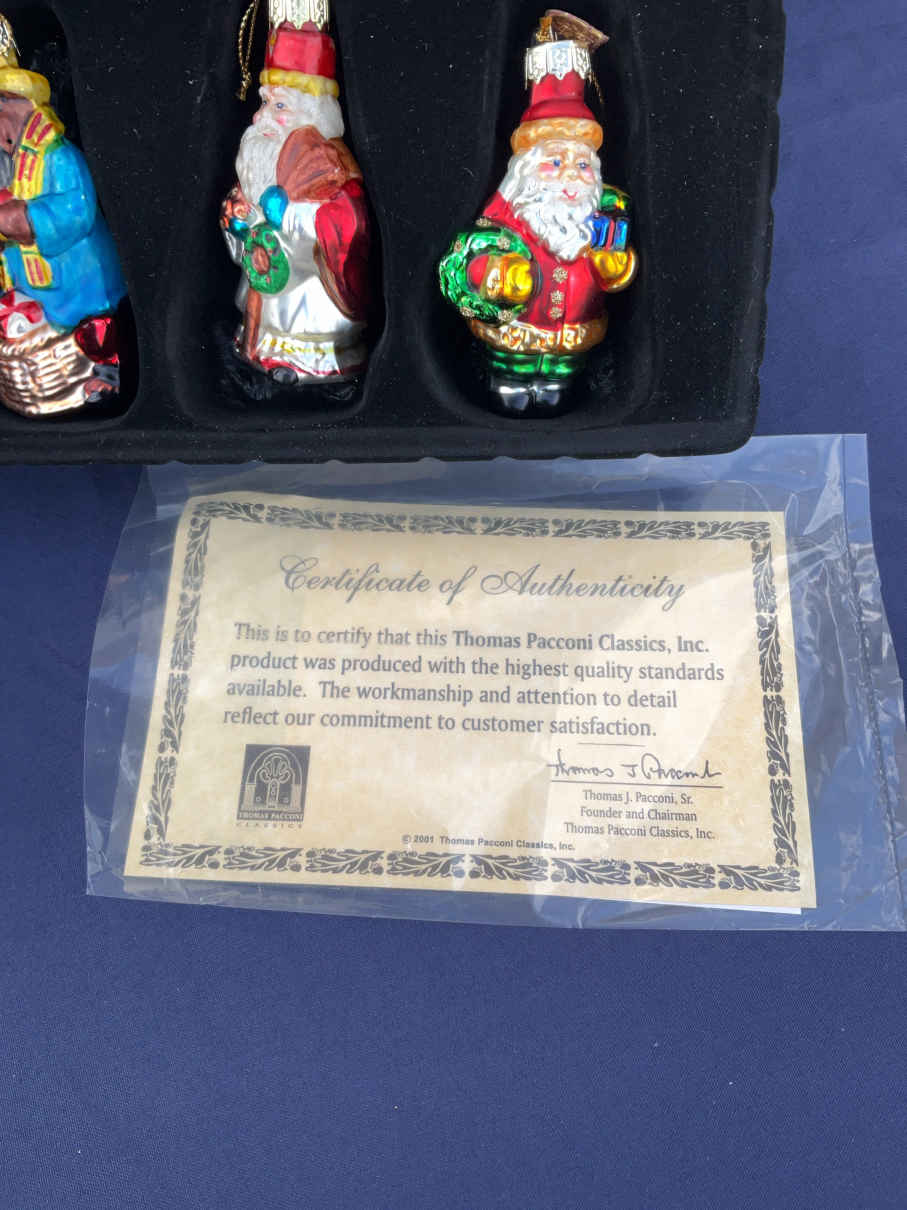 Certificate of Authenticity
This is to certify that this Thomas Pacconi Classics, Inc.
product was produced with the highest quality standards
available. The workmanship and attention to detail
reflect our commitment to customer satisfaction.
Thomas J Pacconi
THOMAS PACCONI
CLASSICS
Thomas J. Pacconi, Sr.
Founder and Chairman
Thomas Pacconi Classics, Inc.
© 2001 Thomas Pacconi Classics, Inc.